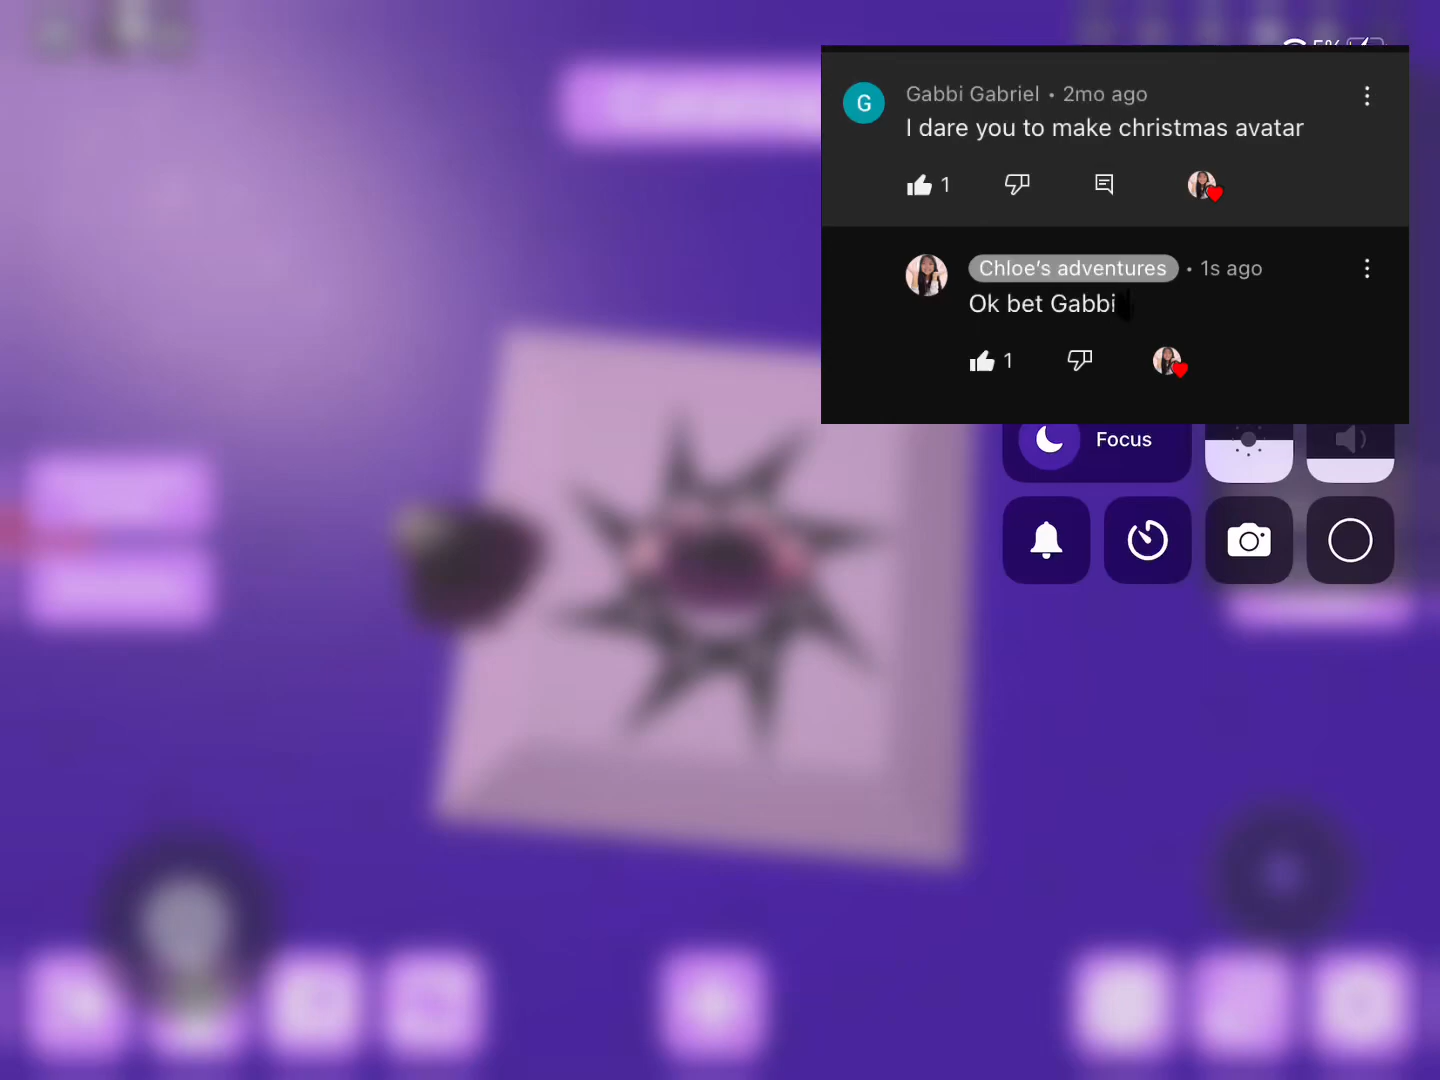 5%
Gabbi Gabriel • 2mo ago
I dare you to make christmas avatar
1
Chloe’s adventures • 1s ago
Ok bet Gabbi
1
Focus